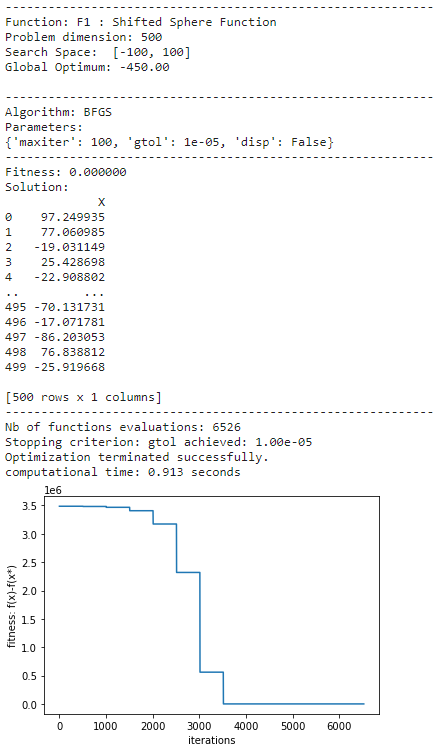 ------------------------------------------------------------
Function: F1 : Shifted Sphere Function
Problem dimension: 500
Search Space:  [-100, 100]
Global Optimum: -450.00
------------------------------------------------------------
Algorithm: BFGS
Parameters:
{'maxiter': 100, 'gtol': 1e-05, 'disp': False}
------------------------------------------------------------
Fitness: 0.000000
Solution:
X
0    97.249935
1    77.060985
2   -19.031149
3    25.428698
4   -22.908802
..         ...
495 -70.131731
496 -17.071781
497 -86.203053
498  76.838812
499 -25.919668
[500 rows x 1 columns]
------------------------------------------------------------
Nb of functions evaluations: 6526
Stopping criterion: gtol achieved: 1.00e-05
Optimization terminated successfully.
computational time: 0.913 seconds
1e6
3.5
3.0
2.5
2.0
1.5
1.0
0.5
0.0
fitness: f(x)-f(x*)
0 1000 2000 3000 4000 5000 6000
iterations